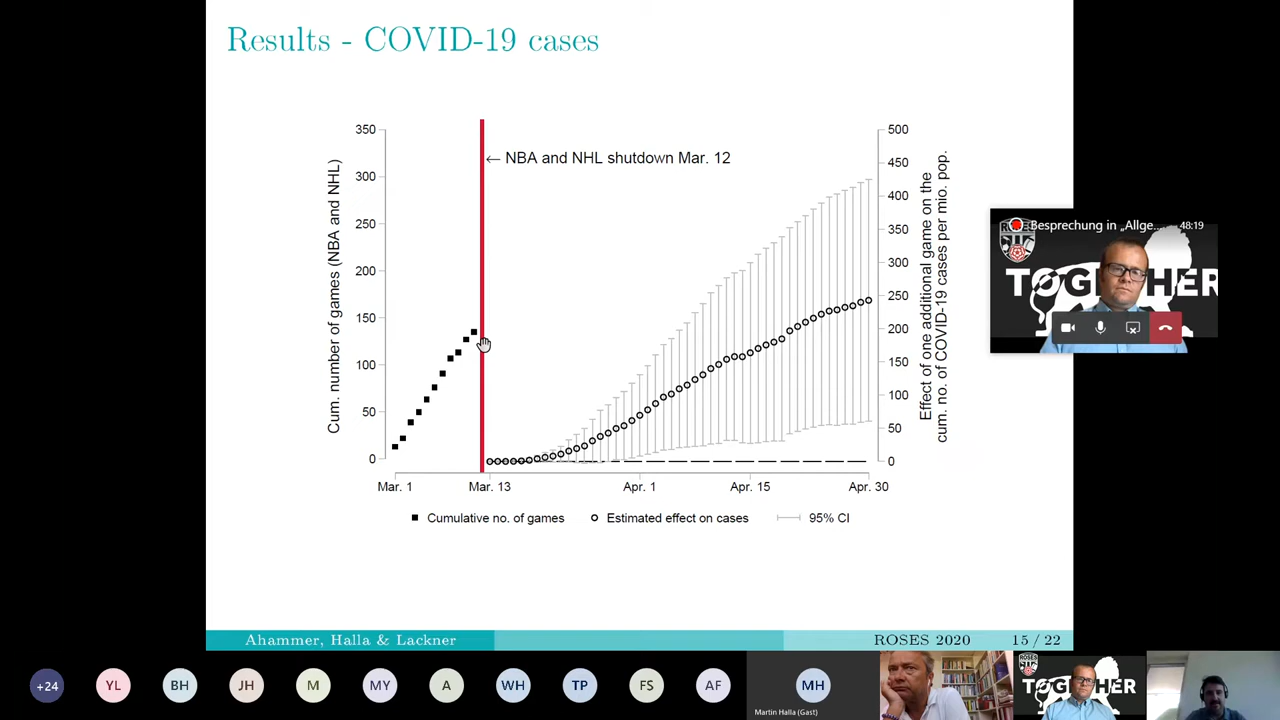 Results - COVID-19 cases
350
300
250
200
150
100
50
0
Cum. number of games (NBA and NHL)
← NBA and NHL shutdown Mar. 12
500
450
400
350
300
250
200
150
100
50
0
Effect of one additional game on the
cum. no. of COVID-19 cases per mio. pop.
Mar. 1
Mar. 13
Apr. 1
Apr. 15
Apr. 30
Cumulative no. of games
Estimated effect on cases
95% CI
Besprechung in „Allge... 48:19
TOGETHER
Ahammer, Halla & Lackner
ROSES 2020
15 / 22
+24
YL
BH
JH
M
MY
A
WH
TP
FS
AF
MH
Martin Halla (Gast)
TOGETHER